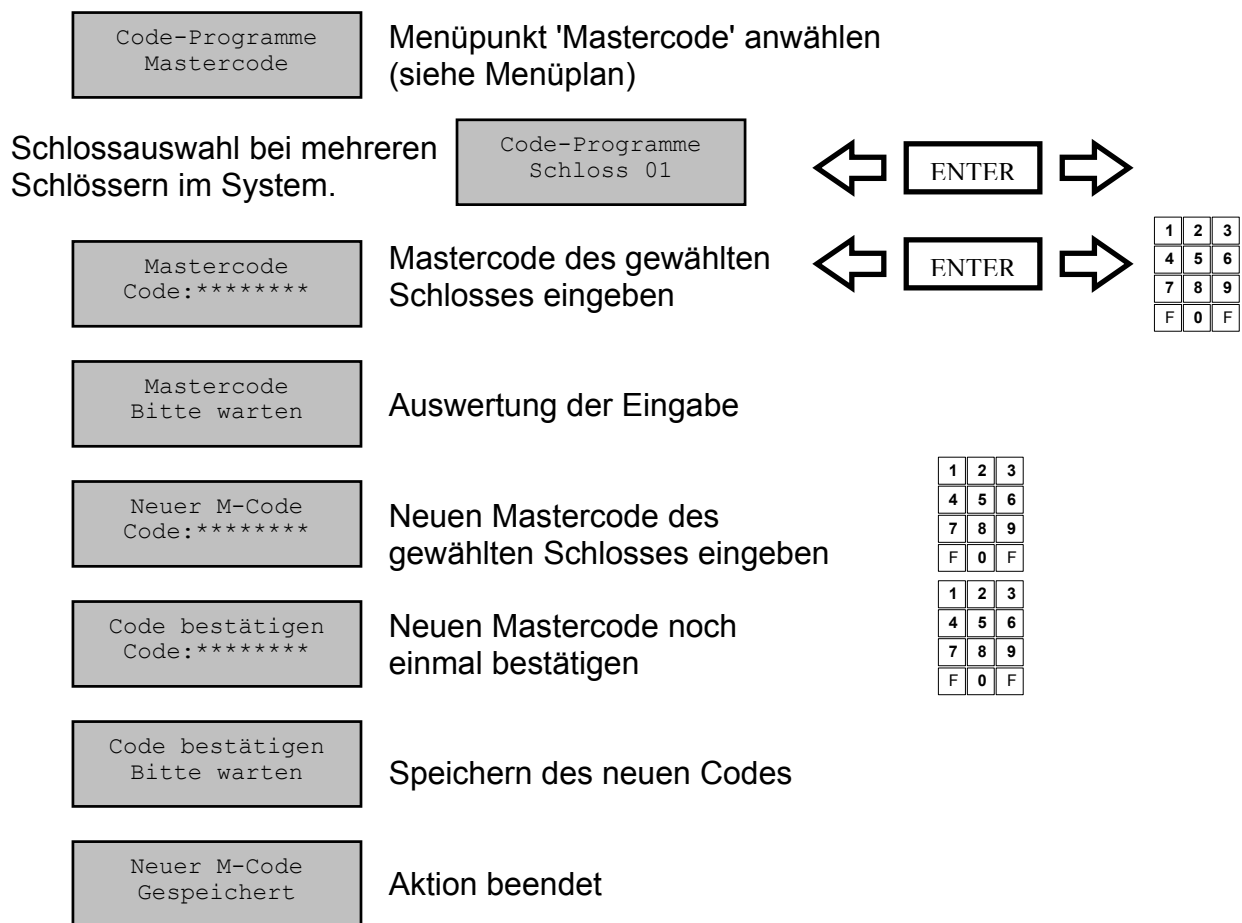 Code-Programme
Mastercode
Menüpunkt 'Mastercode' anwählen
(siehe Menüplan)
Schlossauswahl bei mehreren
Schlössern im System.
Code-Programme
Schloss 01
ENTER
Mastercode
Code:********
Mastercode des gewählten
Schlosses eingeben
ENTER
1 2 3
4 5 6
7 8 9
F 0 F
Mastercode
Bitte warten
Auswertung der Eingabe
Neuer M-Code
Code:********
Neuen Mastercode des
gewählten Schlosses eingeben
1 2 3
4 5 6
7 8 9
F 0 F
Code bestätigen
Code:********
Neuen Mastercode noch
einmal bestätigen
1 2 3
4 5 6
7 8 9
F 0 F
Code bestätigen
Bitte warten
Speichern des neuen Codes
Neuer M-Code
Gespeichert
Aktion beendet